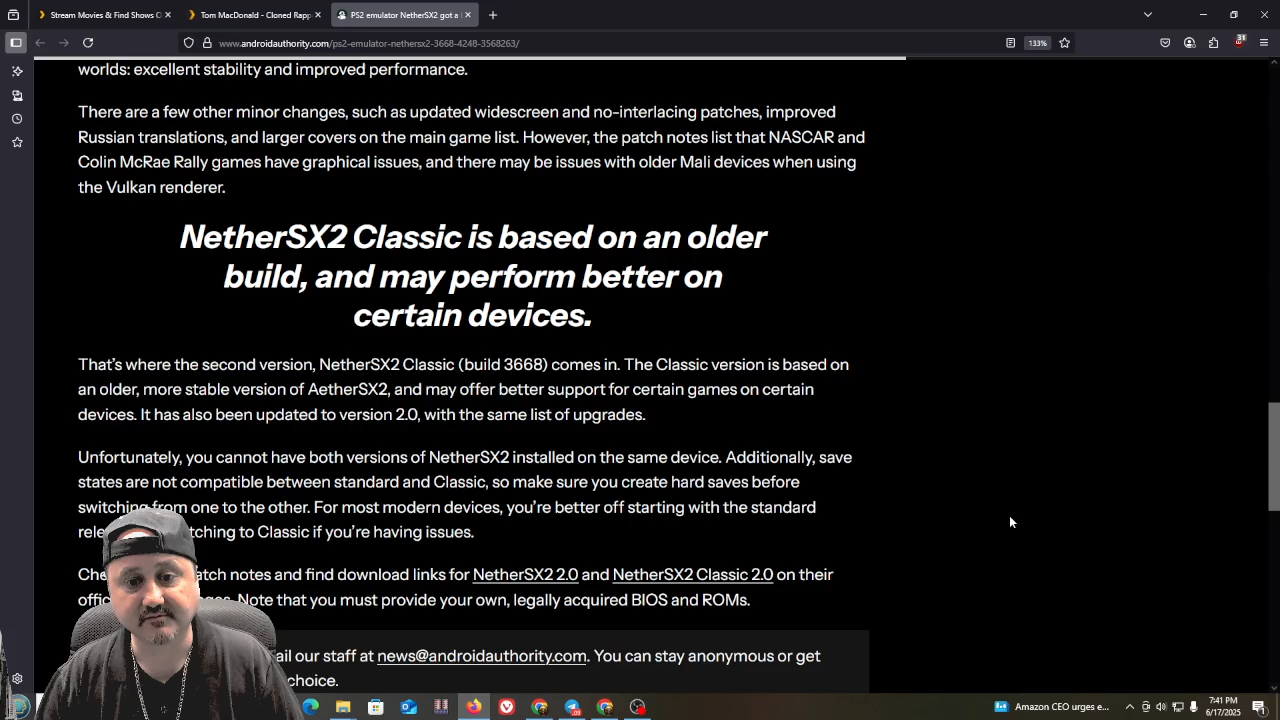 Stream Movies & Find Shows O
Tom MacDonald - Cloned Rapp
PS2 emulator NetherSX2 got a
www.androidauthority.com/ps2-emulator-nethersx2-3668-4248-3568263/
133%
31
worlds: excellent stability and improved performance.
There are a few other minor changes, such as updated widescreen and no-interlacing patches, improved
Russian translations, and larger covers on the main game list. However, the patch notes list that NASCAR and
Colin McRae Rally games have graphical issues, and there may be issues with older Mali devices when using
the Vulkan renderer.
NetherSX2 Classic is based on an older
build, and may perform better on
certain devices.
That's where the second version, NetherSX2 Classic (build 3668) comes in. The Classic version is based on
an older, more stable version of AetherSX2, and may offer better support for certain games on certain
devices. It has also been updated to version 2.0, with the same list of upgrades.
Unfortunately, you cannot have both versions of NetherSX2 installed on the same device. Additionally, save
states are not compatible between standard and Classic, so make sure you create hard saves before
switching from one to the other. For most modern devices, you're better off starting with the standard
rele tching to Classic if you're having issues.
Che atch notes and find download links for NetherSX2 2.0 and NetherSX2 Classic 2.0 on their
offic ges. Note that you must provide your own, legally acquired BIOS and ROMs.
ail our staff at news@androidauthority.com. You can stay anonymous or get
choice.
Amazon CEO urges e...
7:41 PM
6/17/2025